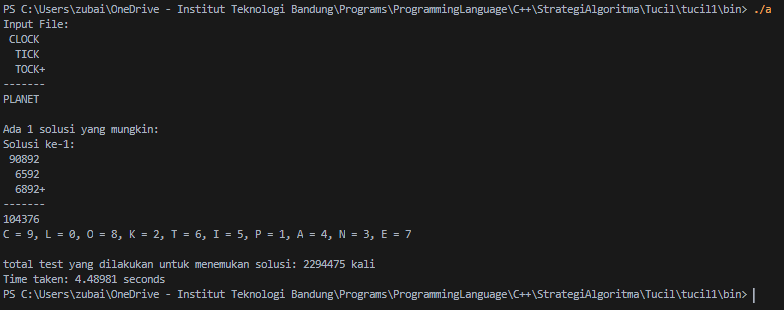 PS C:\Users\zubai\OneDrive - Institut Teknologi Bandung\Programs\ProgrammingLanguage\C++\StrategiAlgoritma\Tucil\tucil1\bin> ./a
Input File:
 CLOCK
  TICK
  TOCK+
-------
PLANET

Ada 1 solusi yang mungkin:
Solusi ke-1:
 90892
  6592
  6892+
-------
104376
C = 9, L = 0, O = 8, K = 2, T = 6, I = 5, P = 1, A = 4, N = 3, E = 7

total test yang dilakukan untuk menemukan solusi: 2294475 kali
Time taken: 4.48981 seconds
PS C:\Users\zubai\OneDrive - Institut Teknologi Bandung\Programs\ProgrammingLanguage\C++\StrategiAlgoritma\Tucil\tucil1\bin>